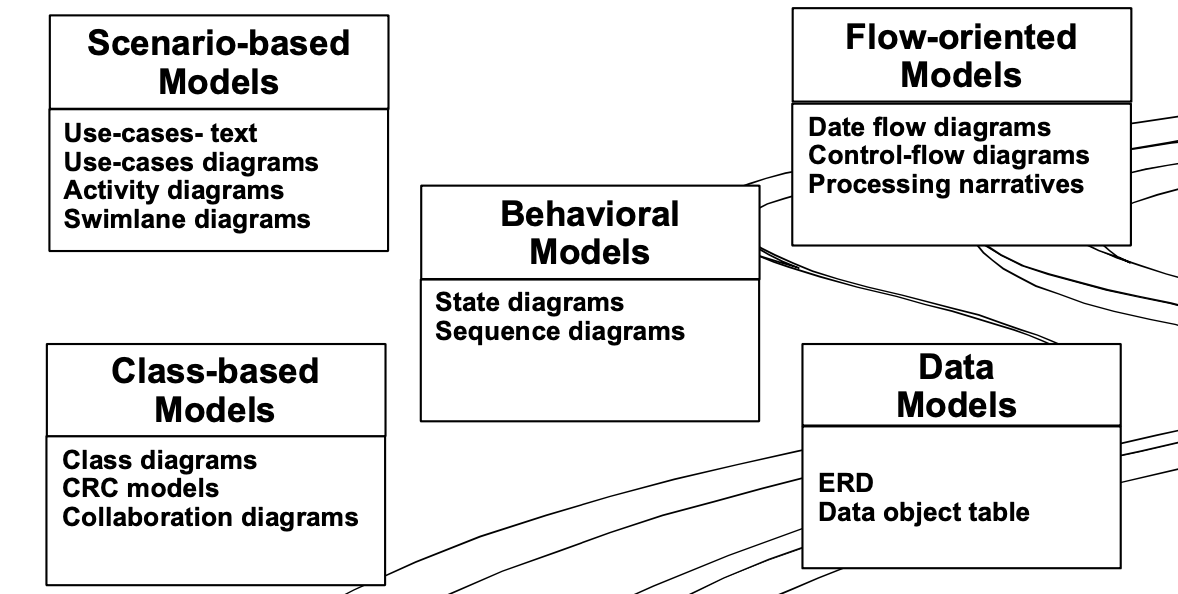 Scenario-based
Models
Use-cases- text
Use-cases diagrams
Activity diagrams
Swimlane diagrams
Flow-oriented
Models
Date flow diagrams
Control-flow diagrams
Processing narratives
Behavioral
Models
State diagrams
Sequence diagrams
Class-based
Models
Class diagrams
CRC models
Collaboration diagrams
Data
Models
ERD
Data object table